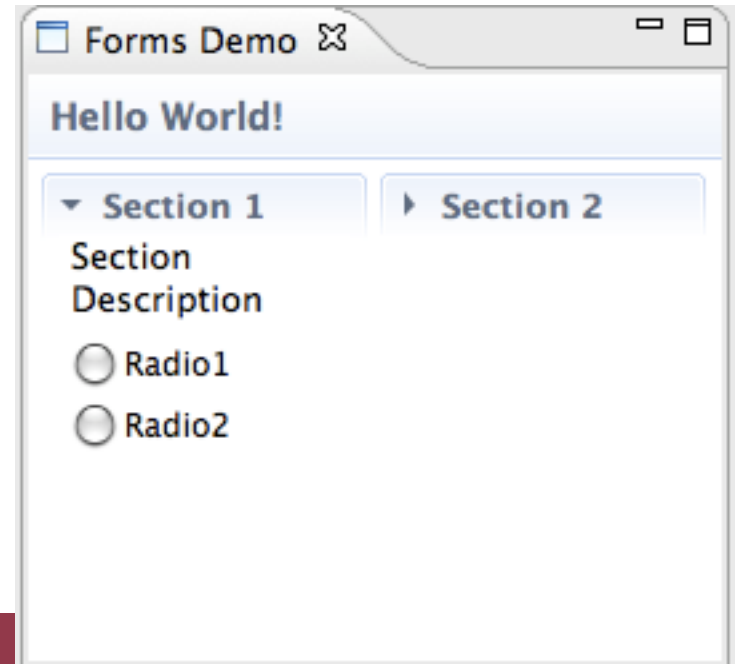 Forms Demo
Hello World!
Section 1
Section 2
Section
Description
Radio1
Radio2